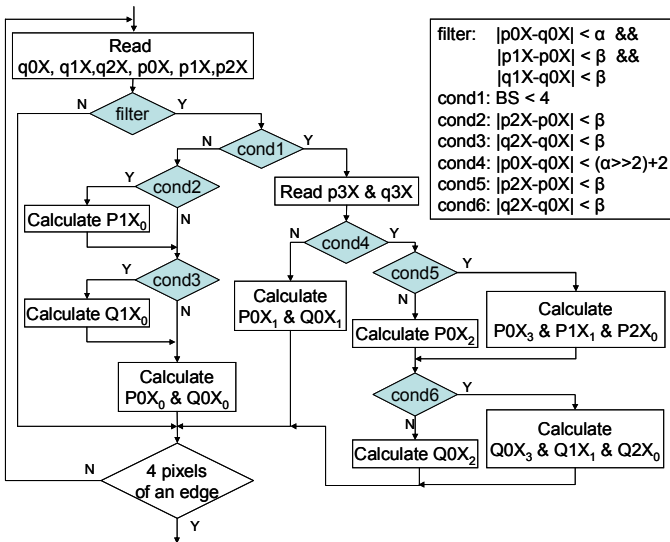 Read
q0X, q1X,q2X, p0X, p1X,p2X
filter: |p0X-q0X| < α &&
|p1X-p0X| < β &&
|q1X-q0X| < β
cond1: BS < 4
cond2: |p2X-p0X| < β
cond3: |q2X-q0X| < β
cond4: |p0X-q0X| < (α>>2)+2
cond5: |p2X-p0X| < β
cond6: |q2X-q0X| < β
N
filter
Y
N
cond1
Y
Y
cond2
N
Read p3X & q3X
Calculate P1X₀
N
cond4
Y
Y
cond3
N
cond5
Y
N
Calculate Q1X₀
Calculate
P0X₁ & Q0X₁
Calculate P0X₂
Calculate
P0X₃ & P1X₁ & P2X₀
Calculate
P0X₀ & Q0X₀
cond6
Y
N
Calculate Q0X₂
Calculate
Q0X₃ & Q1X₁ & Q2X₀
N
4 pixels
of an edge
Y